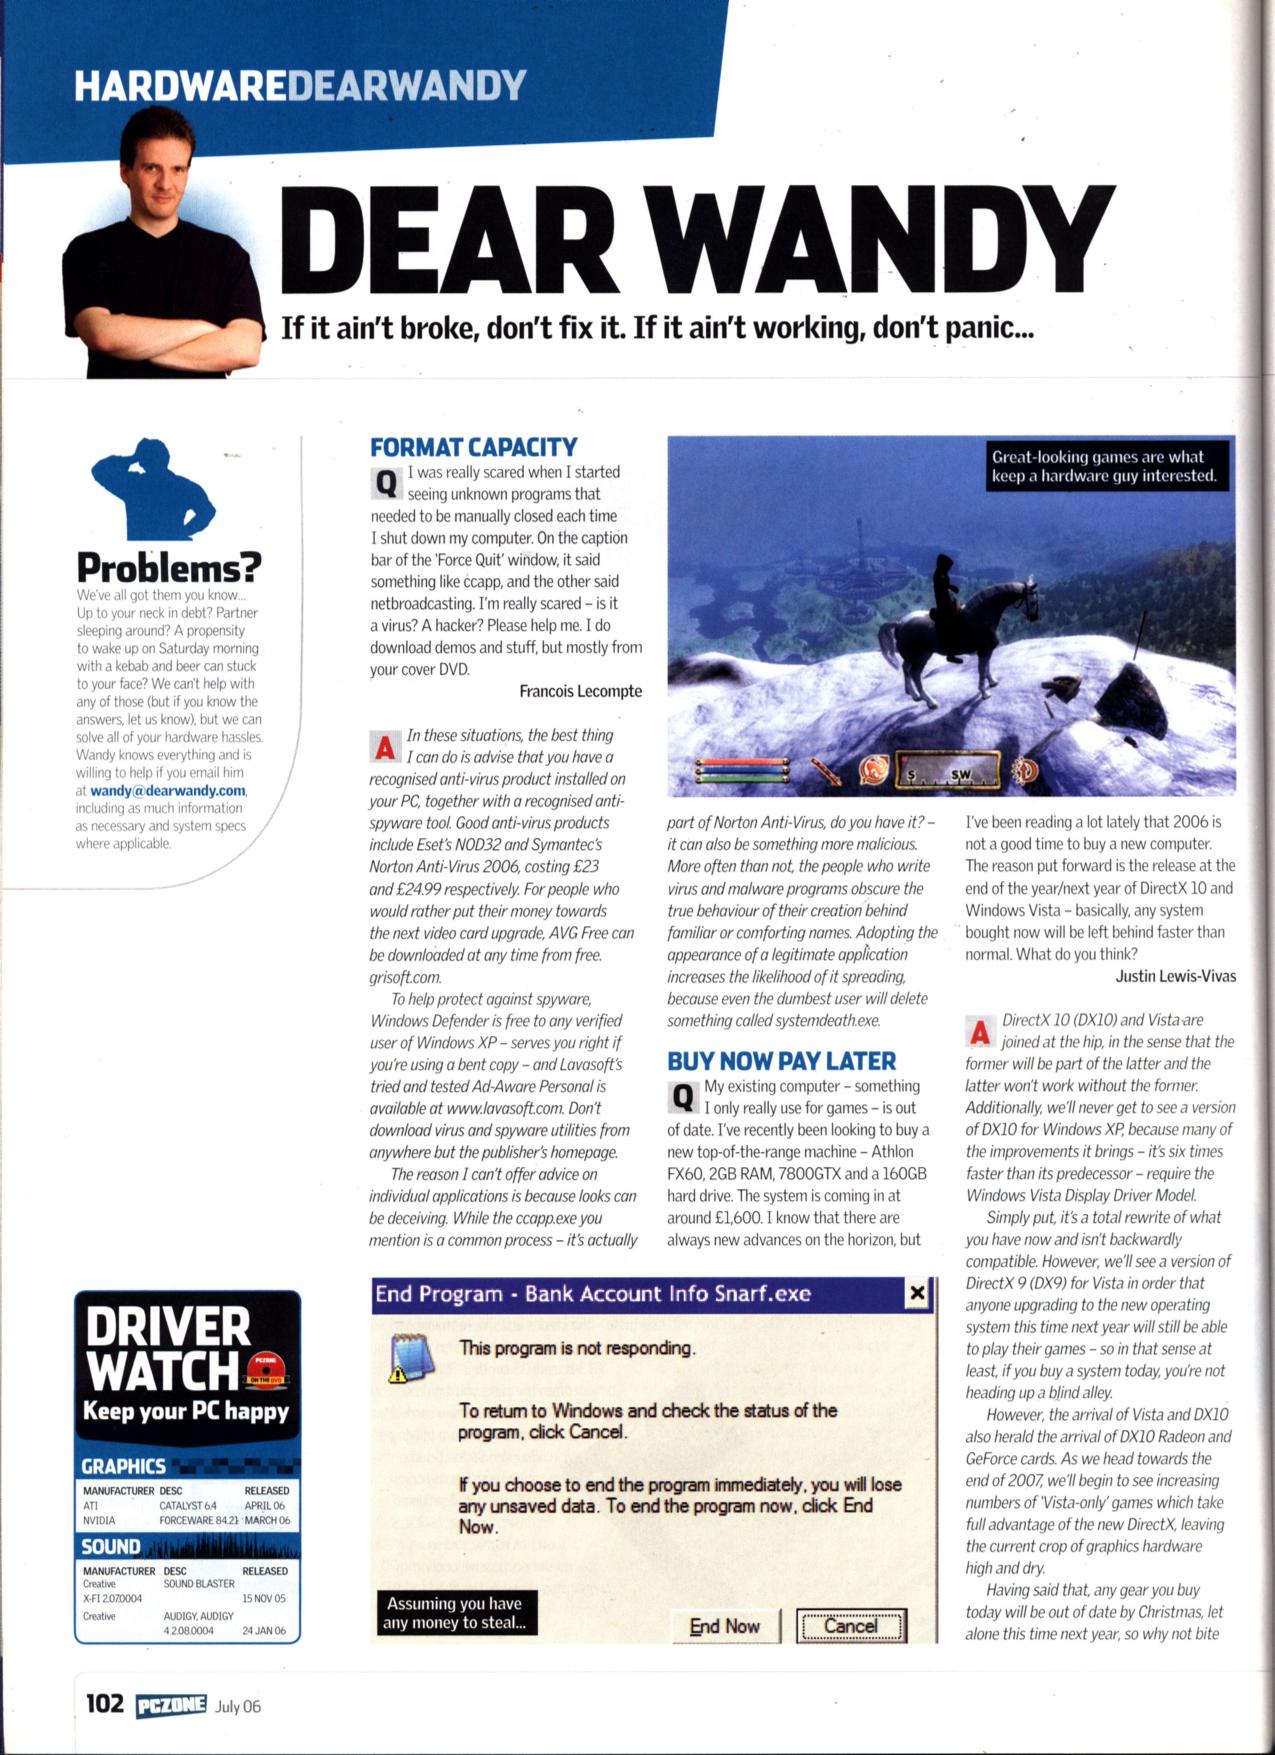 HARDWAREDEARWANDY
DEAR WANDY
If it ain't broke, don't fix it. If it ain't working, don't panic...
Problems?
We've all got them you know...
Up to your neck in debt? Partner
sleeping around? A propensity
to wake up on Saturday morning
with a kebab and beer can stuck
to your face? We can't help with
any of those (but if you know the
answers, let us know), but we can
solve all of your hardware hassles.
Wandy knows everything and is
willing to help if you email him
at wandy@dearwandy.com,
including as much information
as necessary and system specs
where applicable.
DRIVER
WATCH
PCZONE
ON THE DVD
Keep your PC happy
GRAPHICS
MANUFACTURER DESC RELEASED
ATI CATALYST 6.4 APRIL 06
NVIDIA FORCEWARE 84.21 MARCH 06
SOUND
MANUFACTURER DESC RELEASED
Creative SOUND BLASTER
X-FI 2.07.0004 15 NOV 05
Creative AUDIGY, AUDIGY
4 2.08.0004 24 JAN 06
FORMAT CAPACITY
Q I was really scared when I started
seeing unknown programs that
needed to be manually closed each time
I shut down my computer. On the caption
bar of the 'Force Quit' window, it said
something like ccapp, and the other said
netbroadcasting. I'm really scared – is it
a virus? A hacker? Please help me. I do
download demos and stuff, but mostly from
your cover DVD.
Francois Lecompte
A In these situations, the best thing
I can do is advise that you have a
recognised anti-virus product installed on
your PC, together with a recognised anti-
spyware tool. Good anti-virus products
include Eset's NOD32 and Symantec's
Norton Anti-Virus 2006, costing £23
and £24.99 respectively. For people who
would rather put their money towards
the next video card upgrade, AVG Free can
be downloaded at any time from free.
grisoft.com.
To help protect against spyware,
Windows Defender is free to any verified
user of Windows XP – serves you right if
you're using a bent copy – and Lavasoft's
tried and tested Ad-Aware Personal is
available at www.lavasoft.com. Don't
download virus and spyware utilities from
anywhere but the publisher's homepage.
The reason I can't offer advice on
individual applications is because looks can
be deceiving. While the ccapp.exe you
mention is a common process – it's actually
Great-looking games are what
keep a hardware guy interested.
S SW
part of Norton Anti-Virus, do you have it? –
it can also be something more malicious.
More often than not, the people who write
virus and malware programs obscure the
true behaviour of their creation behind
familiar or comforting names. Adopting the
appearance of a legitimate application
increases the likelihood of it spreading,
because even the dumbest user will delete
something called systemdeath.exe.
BUY NOW PAY LATER
Q My existing computer – something
I only really use for games – is out
of date. I've recently been looking to buy a
new top-of-the-range machine – Athlon
FX60, 2GB RAM, 7800GTX and a 160GB
hard drive. The system is coming in at
around £1,600. I know that there are
always new advances on the horizon, but
I've been reading a lot lately that 2006 is
not a good time to buy a new computer.
The reason put forward is the release at the
end of the year/next year of DirectX 10 and
Windows Vista – basically, any system
bought now will be left behind faster than
normal. What do you think?
Justin Lewis-Vivas
A DirectX 10 (DX10) and Vista are
joined at the hip, in the sense that the
former will be part of the latter and the
latter won't work without the former.
Additionally, we'll never get to see a version
of DX10 for Windows XP, because many of
the improvements it brings – it's six times
faster than its predecessor – require the
Windows Vista Display Driver Model.
Simply put, it's a total rewrite of what
you have now and isn't backwardly
compatible. However, we'll see a version of
DirectX 9 (DX9) for Vista in order that
anyone upgrading to the new operating
system this time next year will still be able
to play their games – so in that sense at
least, if you buy a system today, you're not
heading up a blind alley.
However, the arrival of Vista and DX10
also herald the arrival of DX10 Radeon and
GeForce cards. As we head towards the
end of 2007, we'll begin to see increasing
numbers of 'Vista-only' games which take
full advantage of the new DirectX, leaving
the current crop of graphics hardware
high and dry.
Having said that, any gear you buy
today will be out of date by Christmas, let
alone this time next year, so why not bite
End Program - Bank Account Info Snarf.exe
This program is not responding.
To return to Windows and check the status of the
program, click Cancel.
If you choose to end the program immediately, you will lose
any unsaved data. To end the program now, click End
Now.
Assuming you have
any money to steal...
End Now Cancel
102 PCZONE July 06